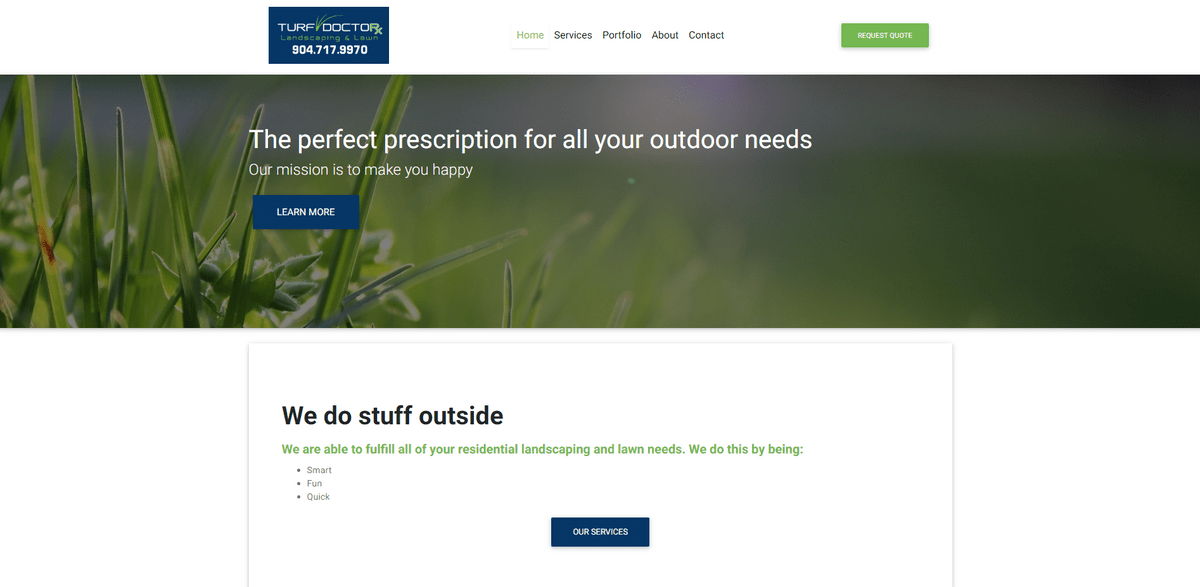 TURF DOCTOR
Landscaping & Lawn
904.717.9970
Home Services Portfolio About Contact
REQUEST QUOTE
The perfect prescription for all your outdoor needs
Our mission is to make you happy
LEARN MORE
We do stuff outside
We are able to fulfill all of your residential landscaping and lawn needs. We do this by being:
Smart
Fun
Quick
OUR SERVICES